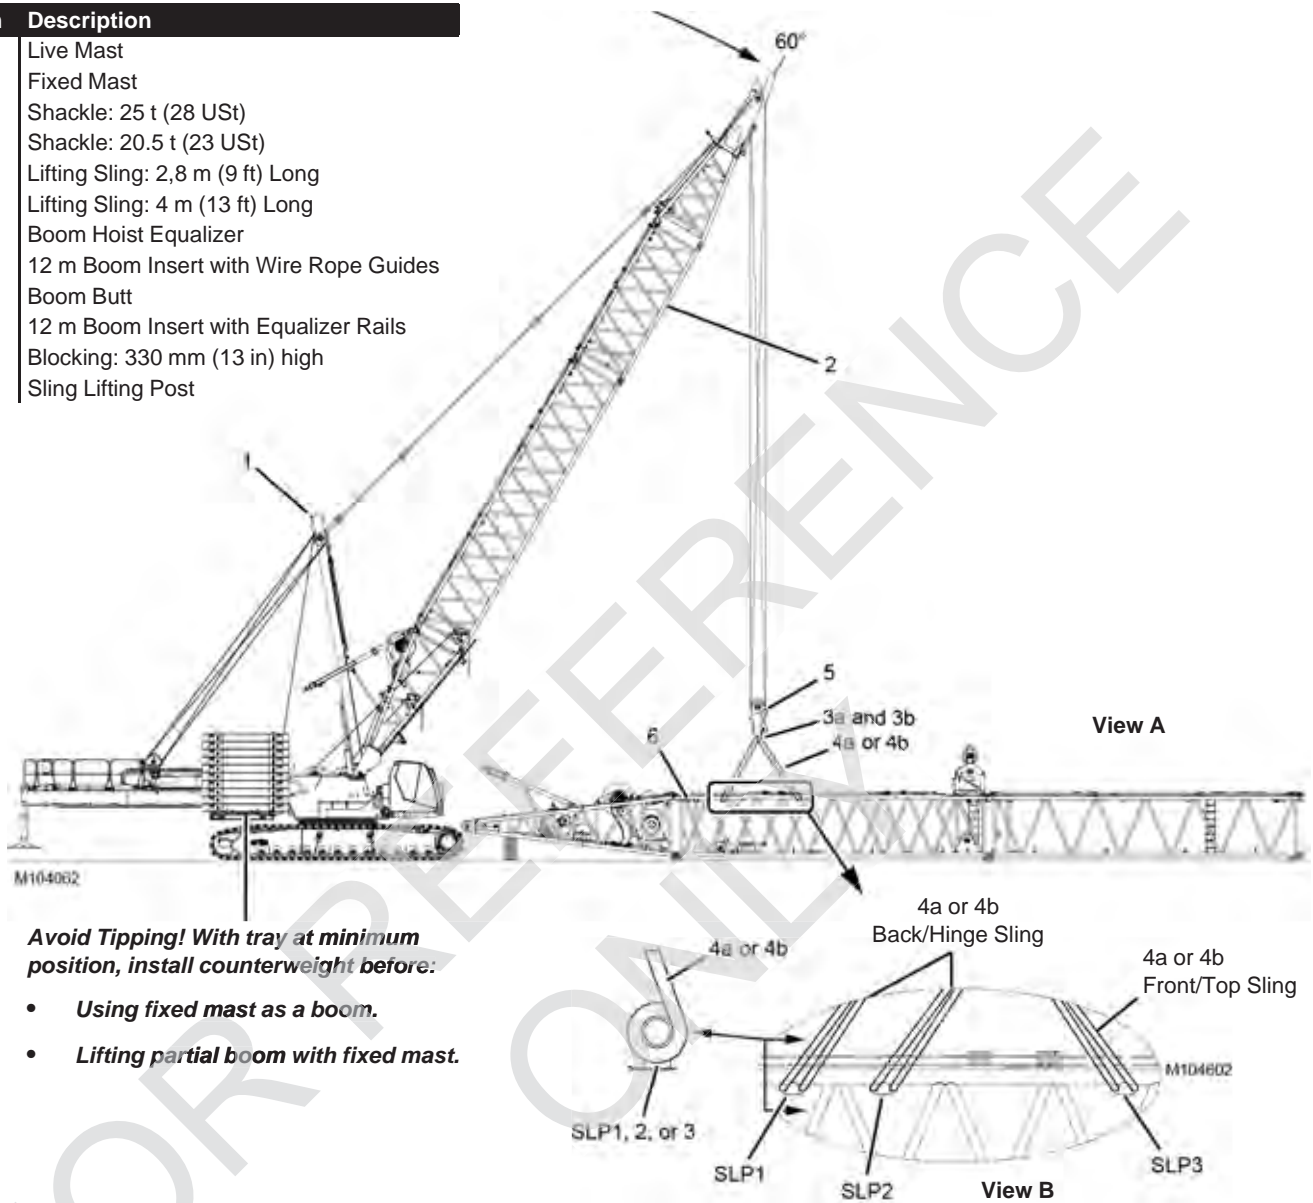 Description
Live Mast
Fixed Mast
Shackle: 25 t (28 USt)
Shackle: 20.5 t (23 USt)
Lifting Sling: 2,8 m (9 ft) Long
Lifting Sling: 4 m (13 ft) Long
Boom Hoist Equalizer
12 m Boom Insert with Wire Rope Guides
Boom Butt
12 m Boom Insert with Equalizer Rails
Blocking: 330 mm (13 in) high
Sling Lifting Post
60°
2
1
5
3a and 3b
4a or 4b
6
View A
M104062
Avoid Tipping! With tray at minimum
position, install counterweight before:
• Using fixed mast as a boom.
• Lifting partial boom with fixed mast.
4a or 4b
Back/Hinge Sling
4a or 4b
4a or 4b
Front/Top Sling
M104602
SLP1, 2, or 3
SLP1
SLP2
SLP3
View B
FOR REFERENCE
ONLY